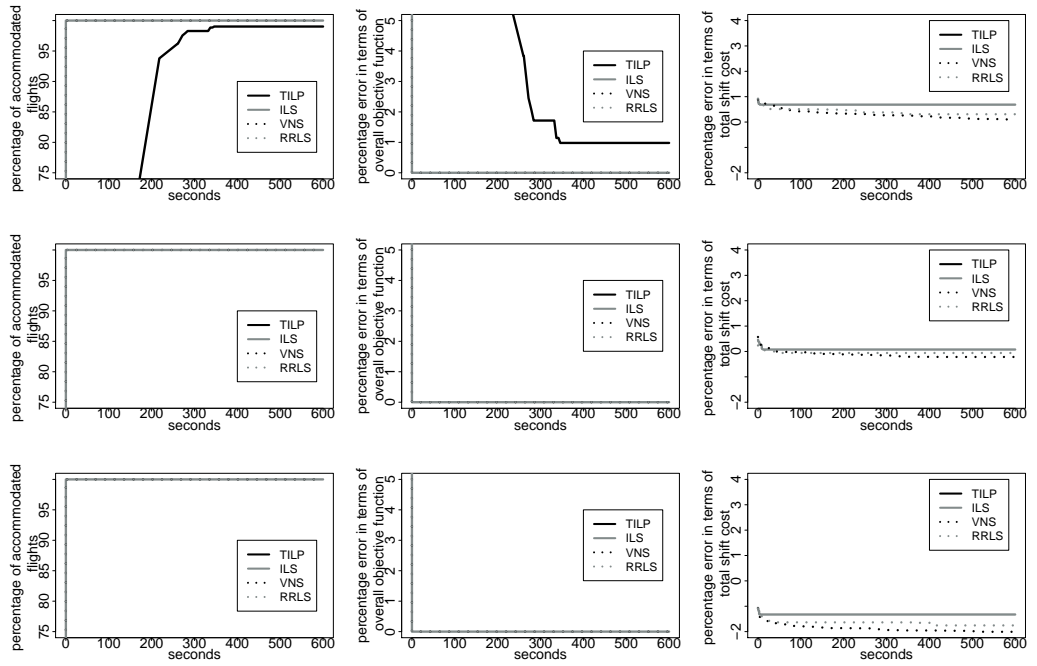 percentage of accommodated
flights
75 80 85 90 95
0 100 200 300 400 500 600
seconds
TILP
ILS
VNS
RRLS
percentage error in terms of
overall objective function
0 1 2 3 4 5
0 100 200 300 400 500 600
seconds
TILP
ILS
VNS
RRLS
percentage error in terms of
total shift cost
−2 0 1 2 3 4
0 100 200 300 400 500 600
seconds
TILP
ILS
VNS
RRLS
percentage of accommodated
flights
75 80 85 90 95
0 100 200 300 400 500 600
seconds
TILP
ILS
VNS
RRLS
percentage error in terms of
overall objective function
0 1 2 3 4 5
0 100 200 300 400 500 600
seconds
TILP
ILS
VNS
RRLS
percentage error in terms of
total shift cost
−2 0 1 2 3 4
0 100 200 300 400 500 600
seconds
TILP
ILS
VNS
RRLS
percentage of accommodated
flights
75 80 85 90 95
0 100 200 300 400 500 600
seconds
TILP
ILS
VNS
RRLS
percentage error in terms of
overall objective function
0 1 2 3 4 5
0 100 200 300 400 500 600
seconds
TILP
ILS
VNS
RRLS
percentage error in terms of
total shift cost
−2 0 1 2 3 4
0 100 200 300 400 500 600
seconds
TILP
ILS
VNS
RRLS